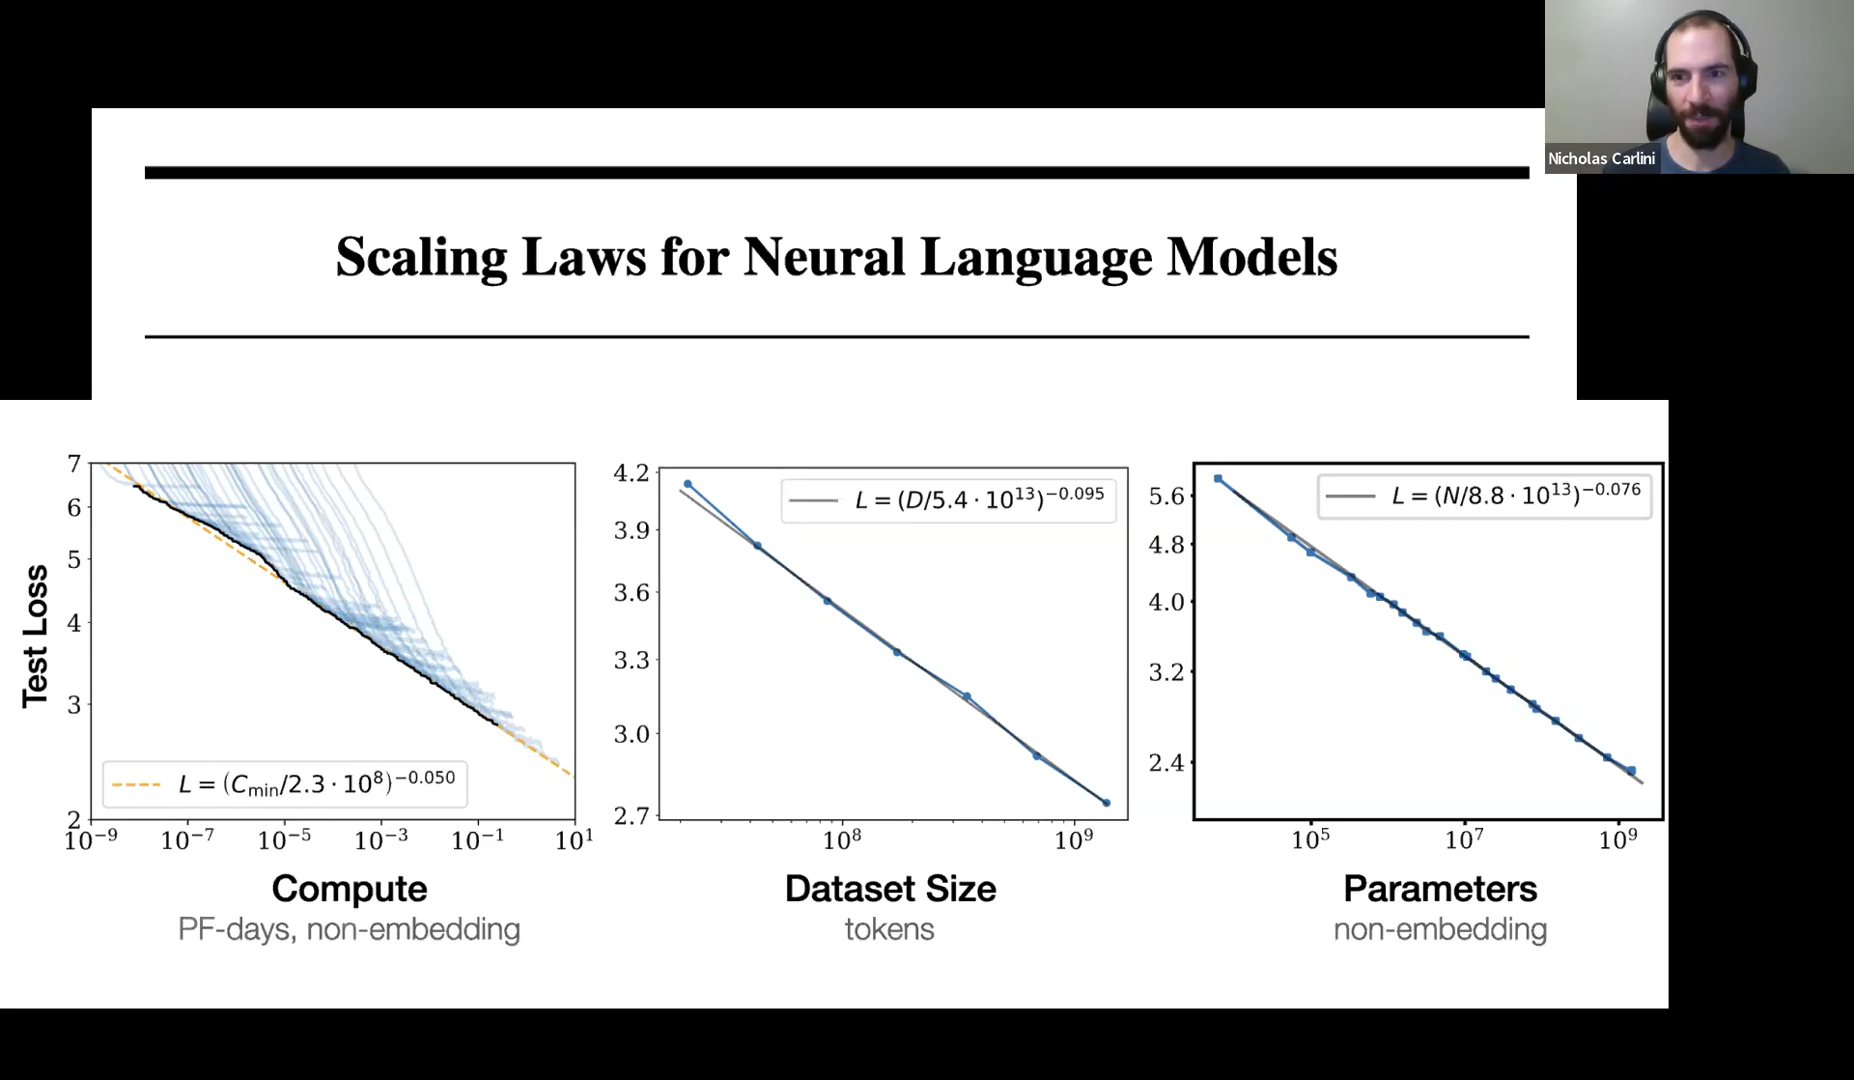 Nicholas Carlini
Scaling Laws for Neural Language Models
Test Loss
7
6
5
4
3
2
L = (C_min/2.3 · 10⁸)^−0.050
10⁻⁹ 10⁻⁷ 10⁻⁵ 10⁻³ 10⁻¹ 10¹
Compute
PF-days, non-embedding
4.2
3.9
3.6
3.3
3.0
2.7
L = (D/5.4 · 10¹³)^−0.095
10⁸ 10⁹
Dataset Size
tokens
5.6
4.8
4.0
3.2
2.4
L = (N/8.8 · 10¹³)^−0.076
10⁵ 10⁷ 10⁹
Parameters
non-embedding